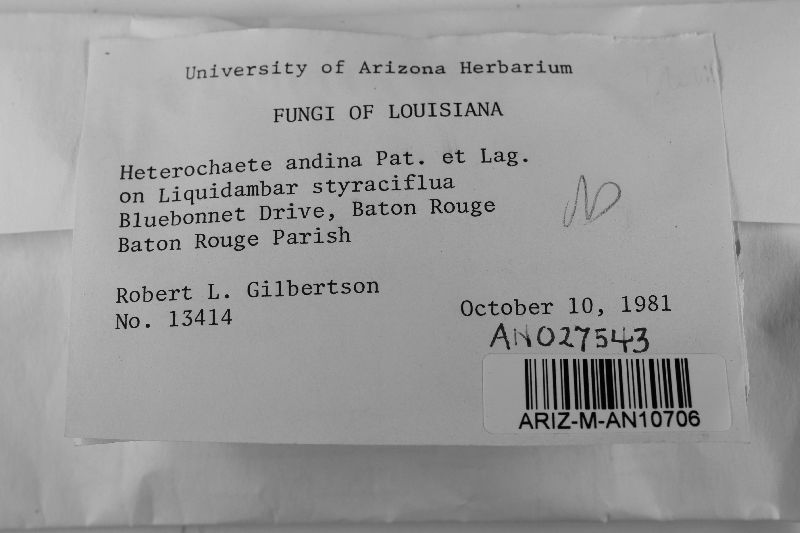 University of Arizona Herbarium
FUNGI OF LOUISIANA
Heterochaete andina Pat. et Lag.
on Liquidambar styraciflua
Bluebonnet Drive, Baton Rouge
Baton Rouge Parish
Robert L. Gilbertson
No. 13414
October 10, 1981
AN027543
ARIZ-M-AN10706